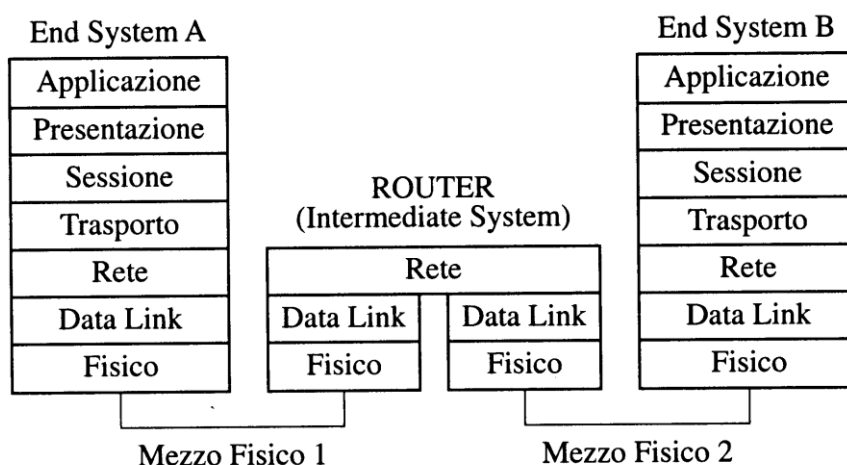 End System A
Applicazione
Presentazione
Sessione
Trasporto
Rete
Data Link
Fisico
ROUTER
(Intermediate System)
Rete
Data Link
Data Link
Fisico
Fisico
End System B
Applicazione
Presentazione
Sessione
Trasporto
Rete
Data Link
Fisico
Mezzo Fisico 1
Mezzo Fisico 2